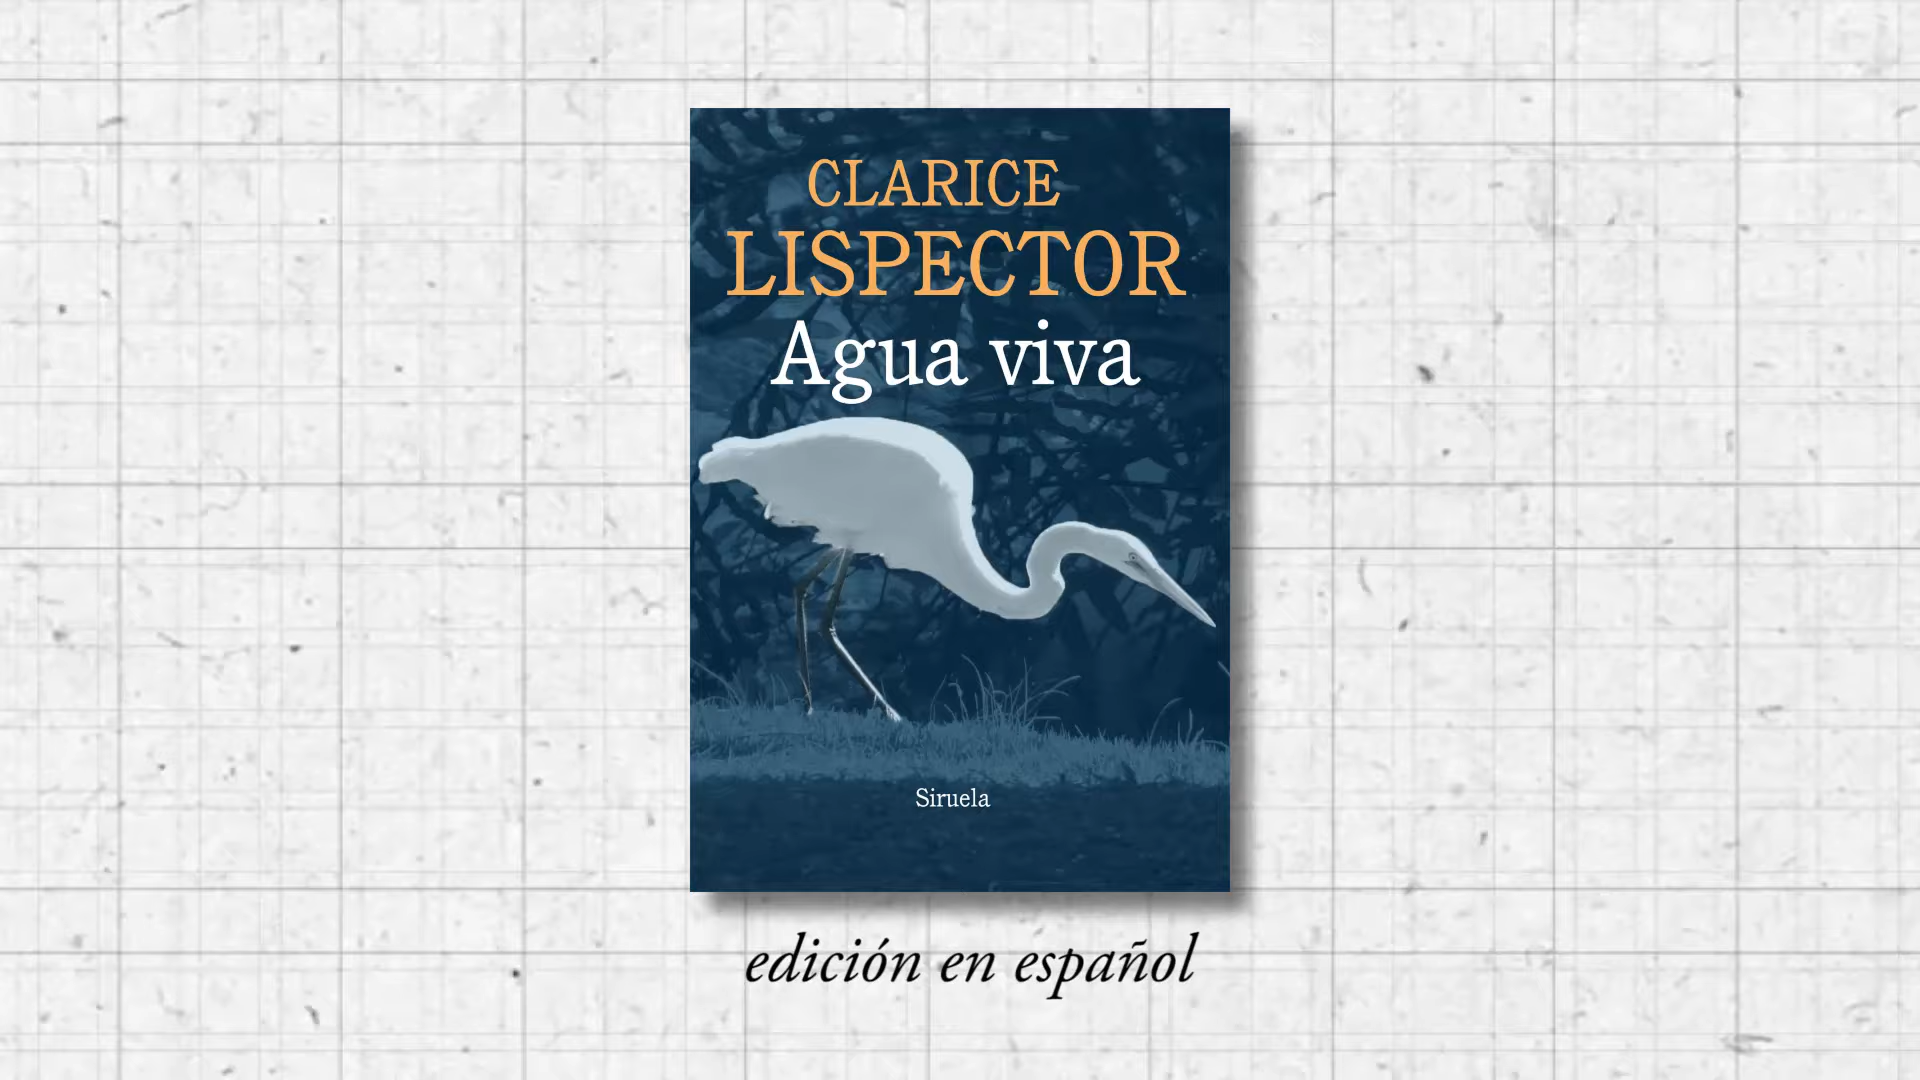 CLARICE
LISPECTOR
Agua viva
Siruela
edición en español